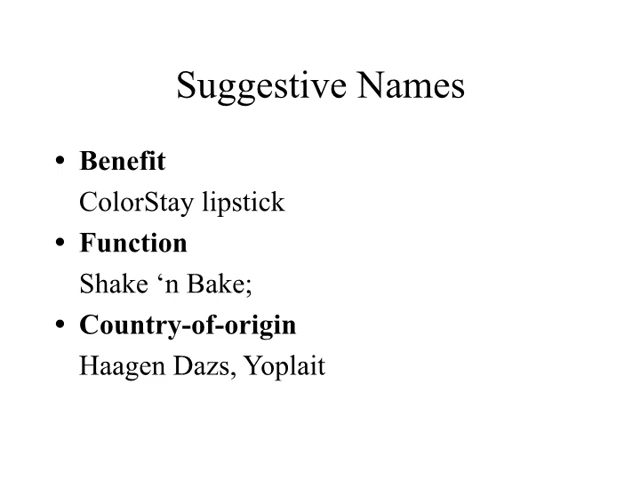 Suggestive Names
• Benefit
ColorStay lipstick
• Function
Shake ‘n Bake;
• Country-of-origin
Haagen Dazs, Yoplait